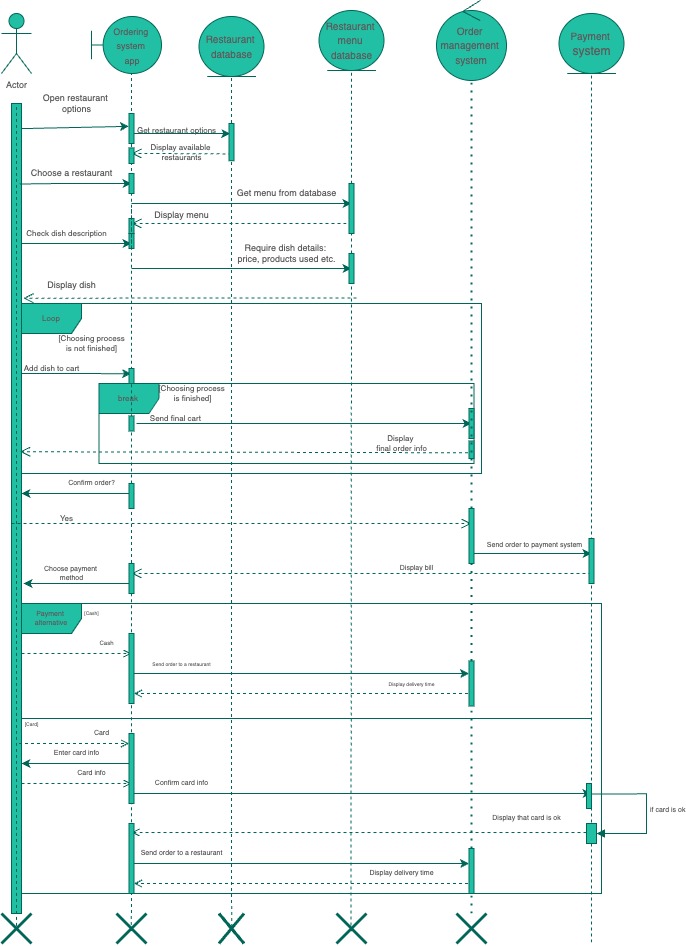 Ordering
system
app
Restaurant
database
Restaurant
menu
database
Order
management
system
Payment
system
Actor
Open restaurant
options
Get restaurant options
Display available
restaurants
Choose a restaurant
Get menu from database
Display menu
Check dish description
Require dish details:
price, products used etc.
Display dish
Loop
[Choosing process
is not finished]
Add dish to cart
break
[Choosing process
is finished]
Send final cart
Display
final order info
Confirm order?
Yes
Send order to payment system
Display bill
Choose payment
method
Payment
alternative
[Cash]
Cash
Send order to a restaurant
Display delivery time
[Card]
Card
Enter card info
Card info
Confirm card info
if card is ok
Display that card is ok
Send order to a restaurant
Display delivery time